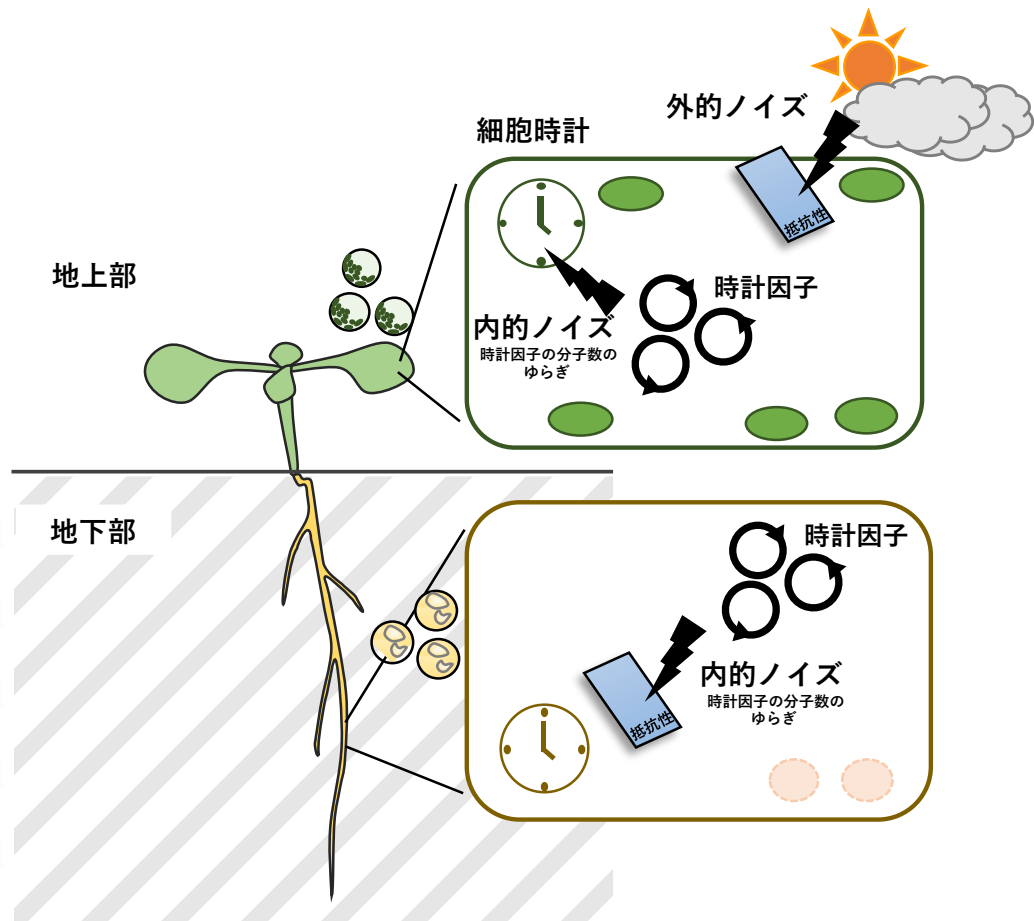 外的ノイズ
細胞時計
抵抗性
地上部
時計因子
内的ノイズ
時計因子の分子数の
ゆらぎ
地下部
時計因子
内的ノイズ
時計因子の分子数の
ゆらぎ
抵抗性